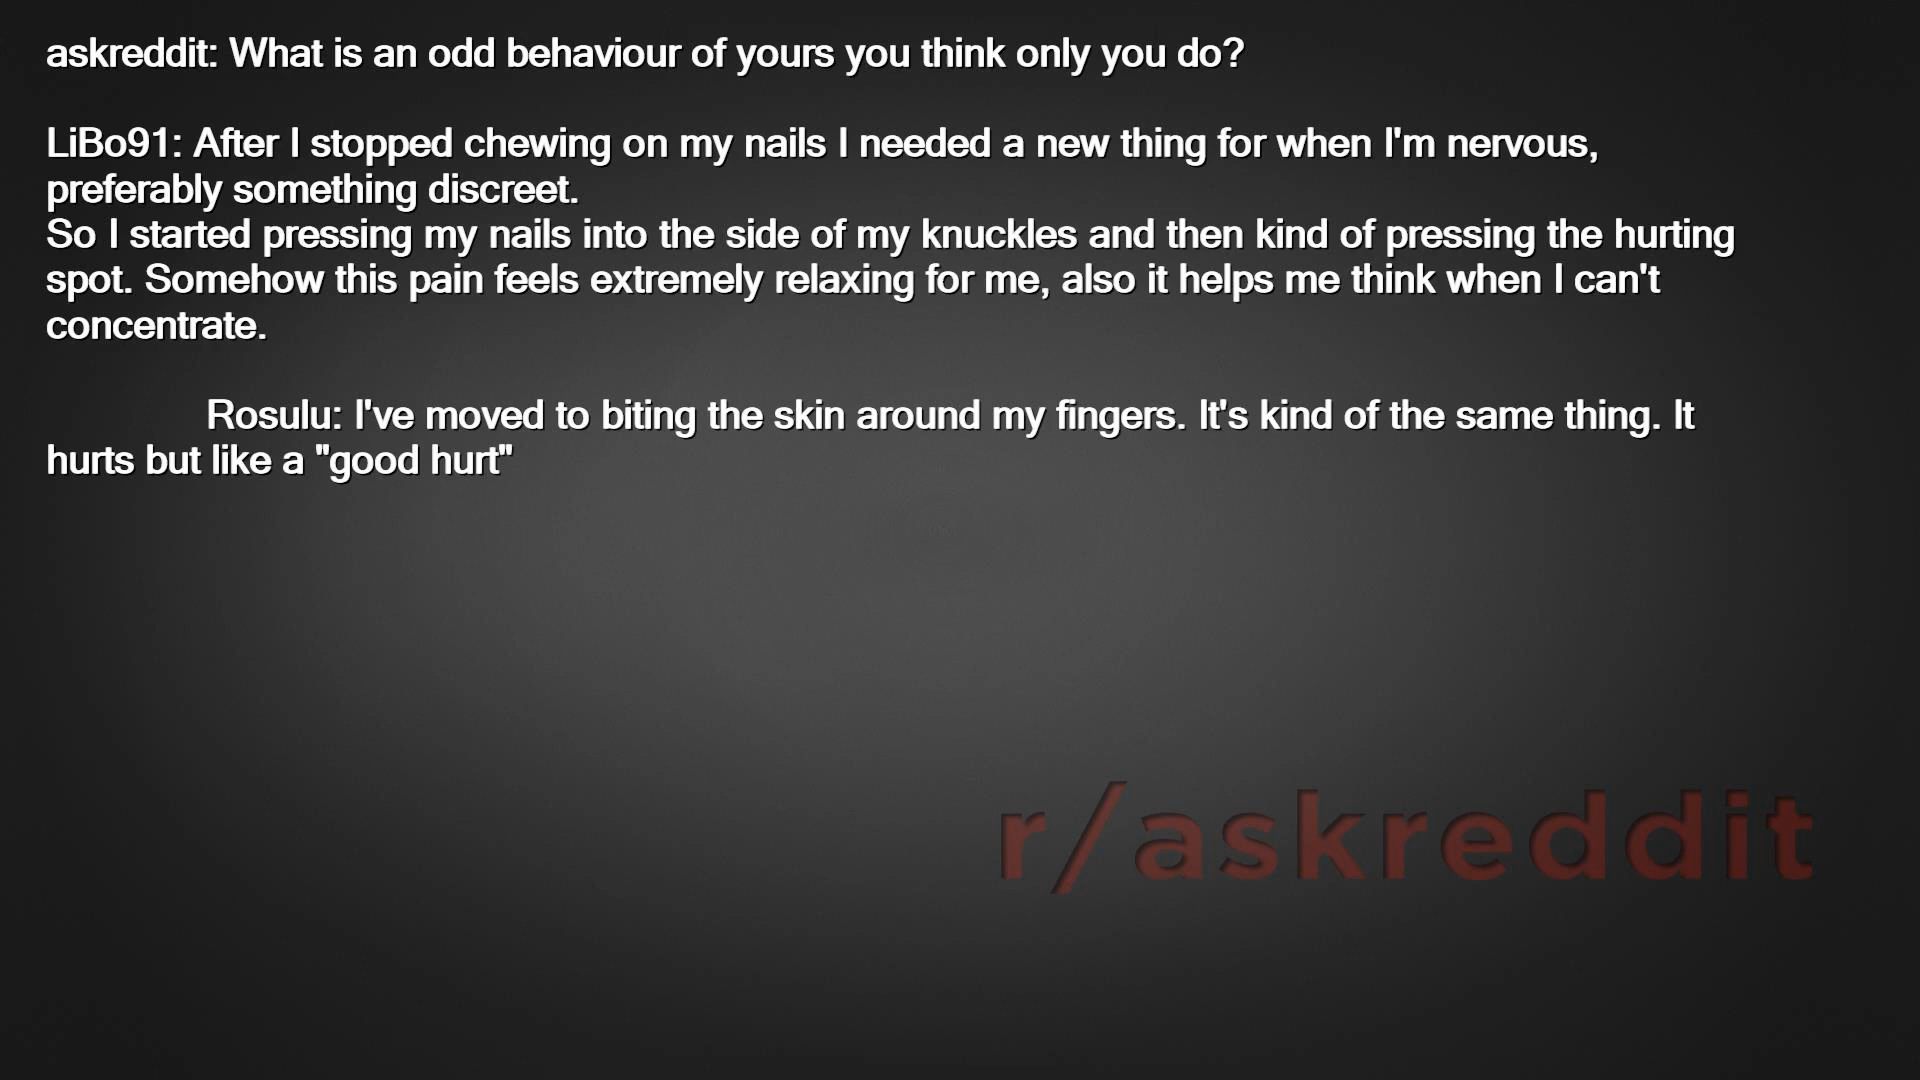 askreddit: What is an odd behaviour of yours you think only you do?
LiBo91: After I stopped chewing on my nails I needed a new thing for when I'm nervous,
preferably something discreet.
So I started pressing my nails into the side of my knuckles and then kind of pressing the hurting
spot. Somehow this pain feels extremely relaxing for me, also it helps me think when I can't
concentrate.
Rosulu: I've moved to biting the skin around my fingers. It's kind of the same thing. It
hurts but like a "good hurt"
r/askreddit